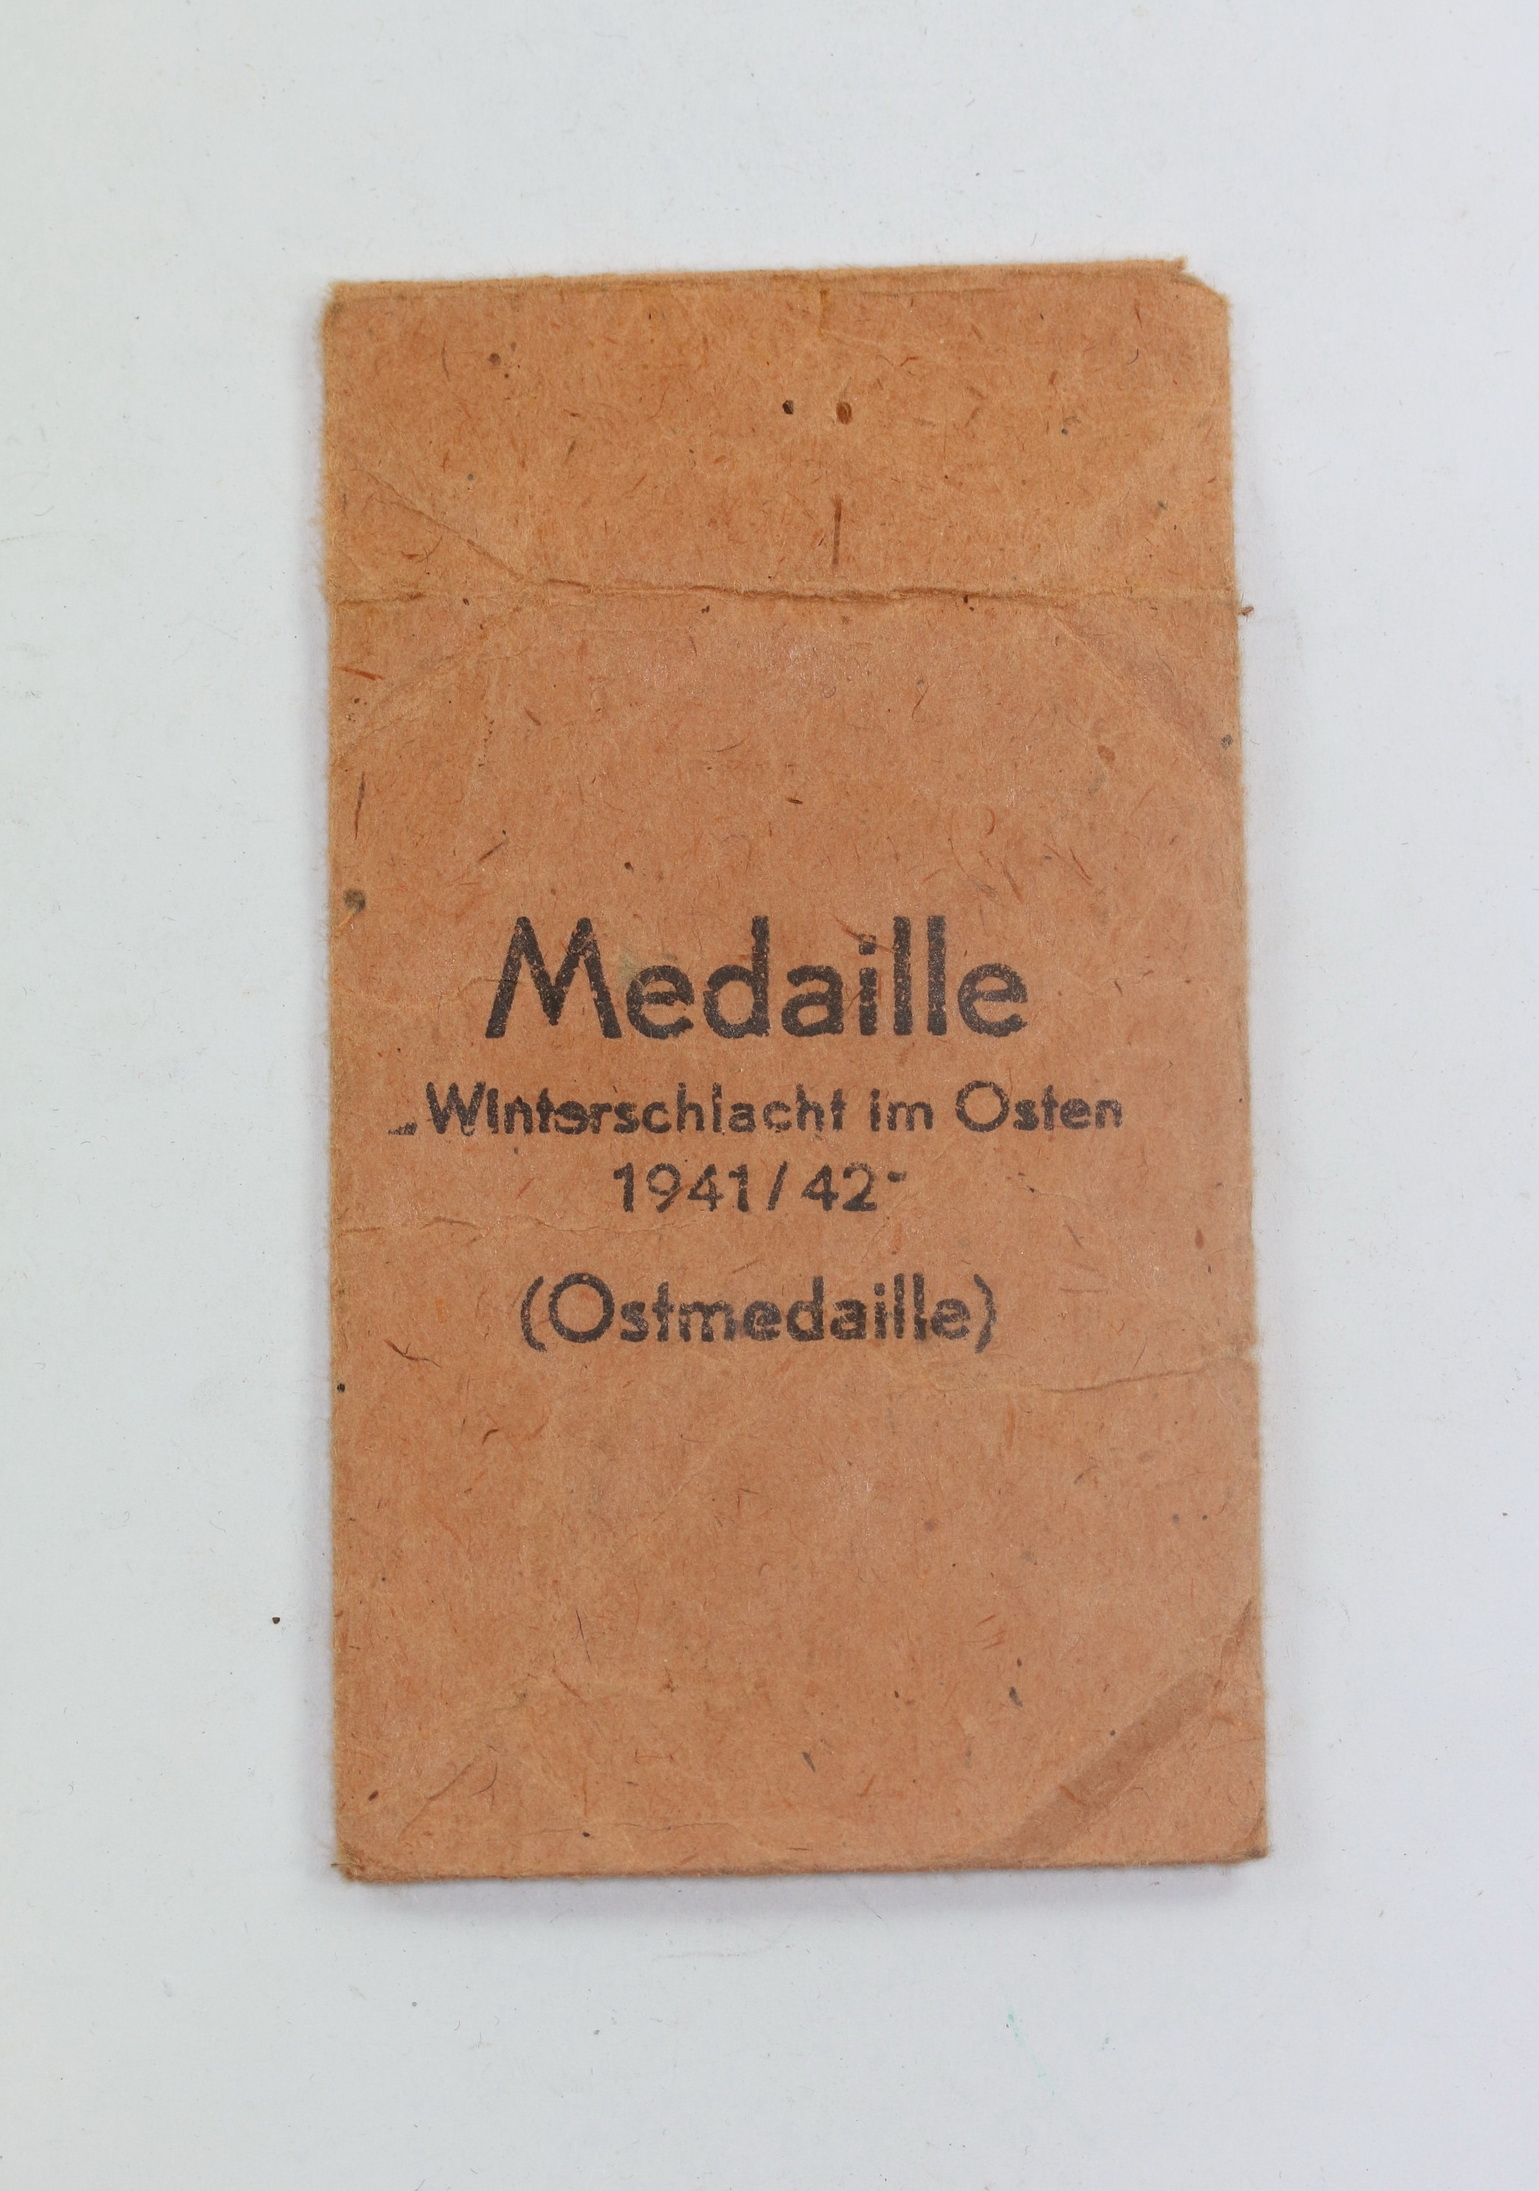 Medaille
„Winterschlacht im Osten
1941/42"
(Ostmedaille)